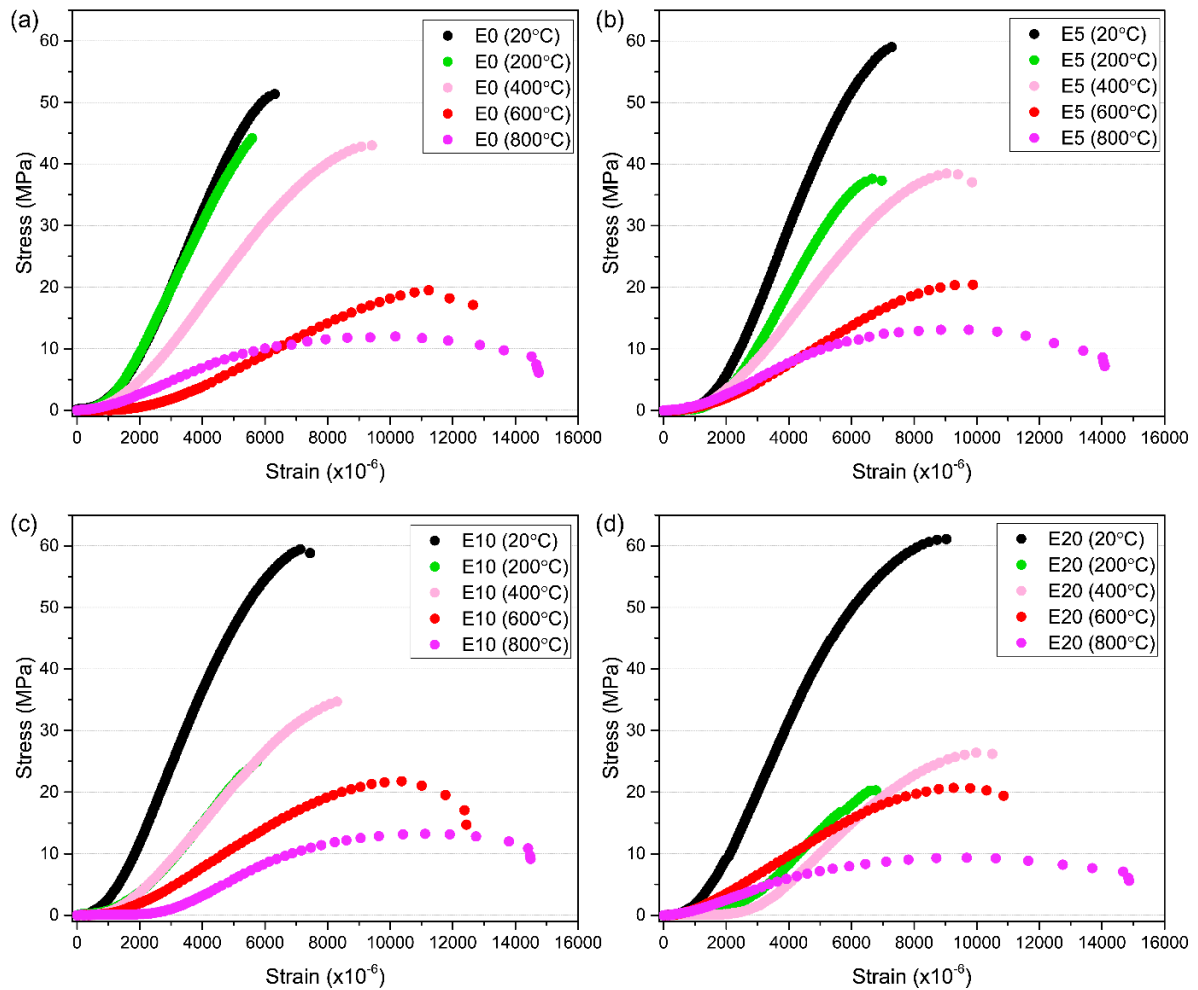 (a)
E0 (20°C)
E0 (200°C)
E0 (400°C)
E0 (600°C)
E0 (800°C)
60
50
40
30
20
10
0
Stress (MPa)
0 2000 4000 6000 8000 10000 12000 14000 16000
Strain (x10⁻⁶)
(b)
E5 (20°C)
E5 (200°C)
E5 (400°C)
E5 (600°C)
E5 (800°C)
60
50
40
30
20
10
0
Stress (MPa)
0 2000 4000 6000 8000 10000 12000 14000 16000
Strain (x10⁻⁶)
(c)
E10 (20°C)
E10 (200°C)
E10 (400°C)
E10 (600°C)
E10 (800°C)
60
50
40
30
20
10
0
Stress (MPa)
0 2000 4000 6000 8000 10000 12000 14000 16000
Strain (x10⁻⁶)
(d)
E20 (20°C)
E20 (200°C)
E20 (400°C)
E20 (600°C)
E20 (800°C)
60
50
40
30
20
10
0
Stress (MPa)
0 2000 4000 6000 8000 10000 12000 14000 16000
Strain (x10⁻⁶)